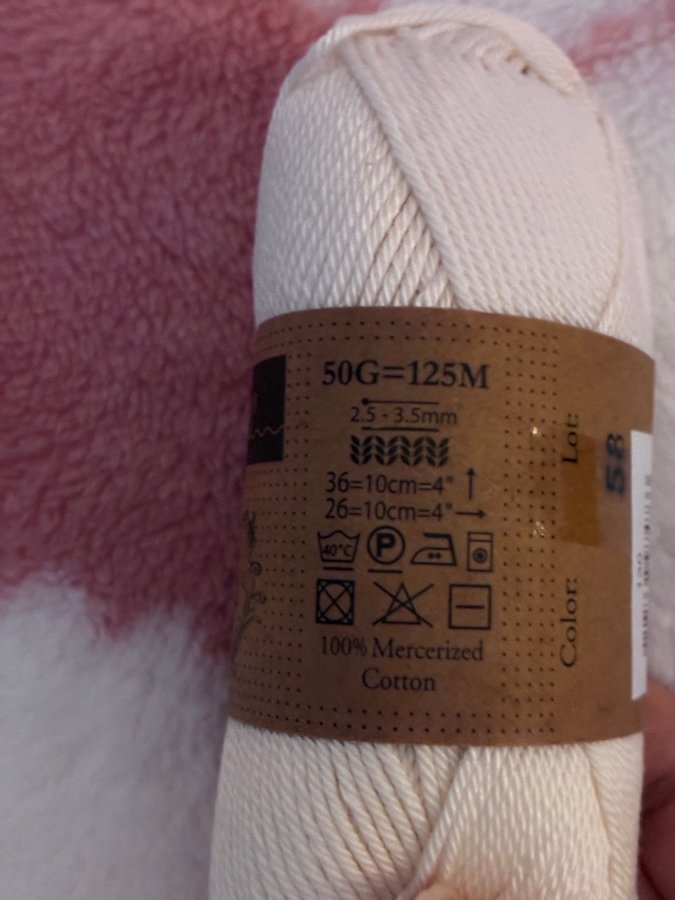 50G=125M
2.5 - 3.5mm
36=10cm=4"
26=10cm=4"
40°C
P
100% Mercerized
Cotton
Lot:
58
Color: